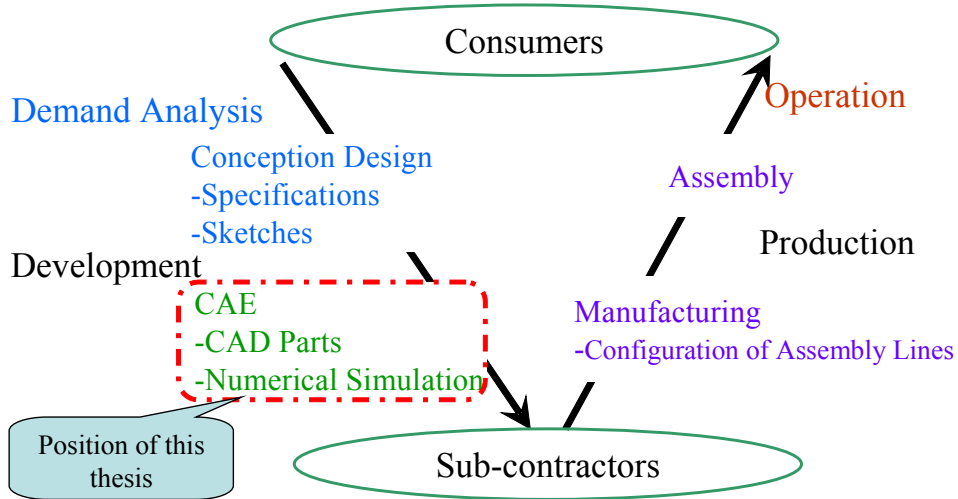 Consumers
Operation
Demand Analysis
Conception Design
-Specifications
-Sketches
Assembly
Production
Development
CAE
-CAD Parts
-Numerical Simulation
Manufacturing
-Configuration of Assembly Lines
Position of this
thesis
Sub-contractors